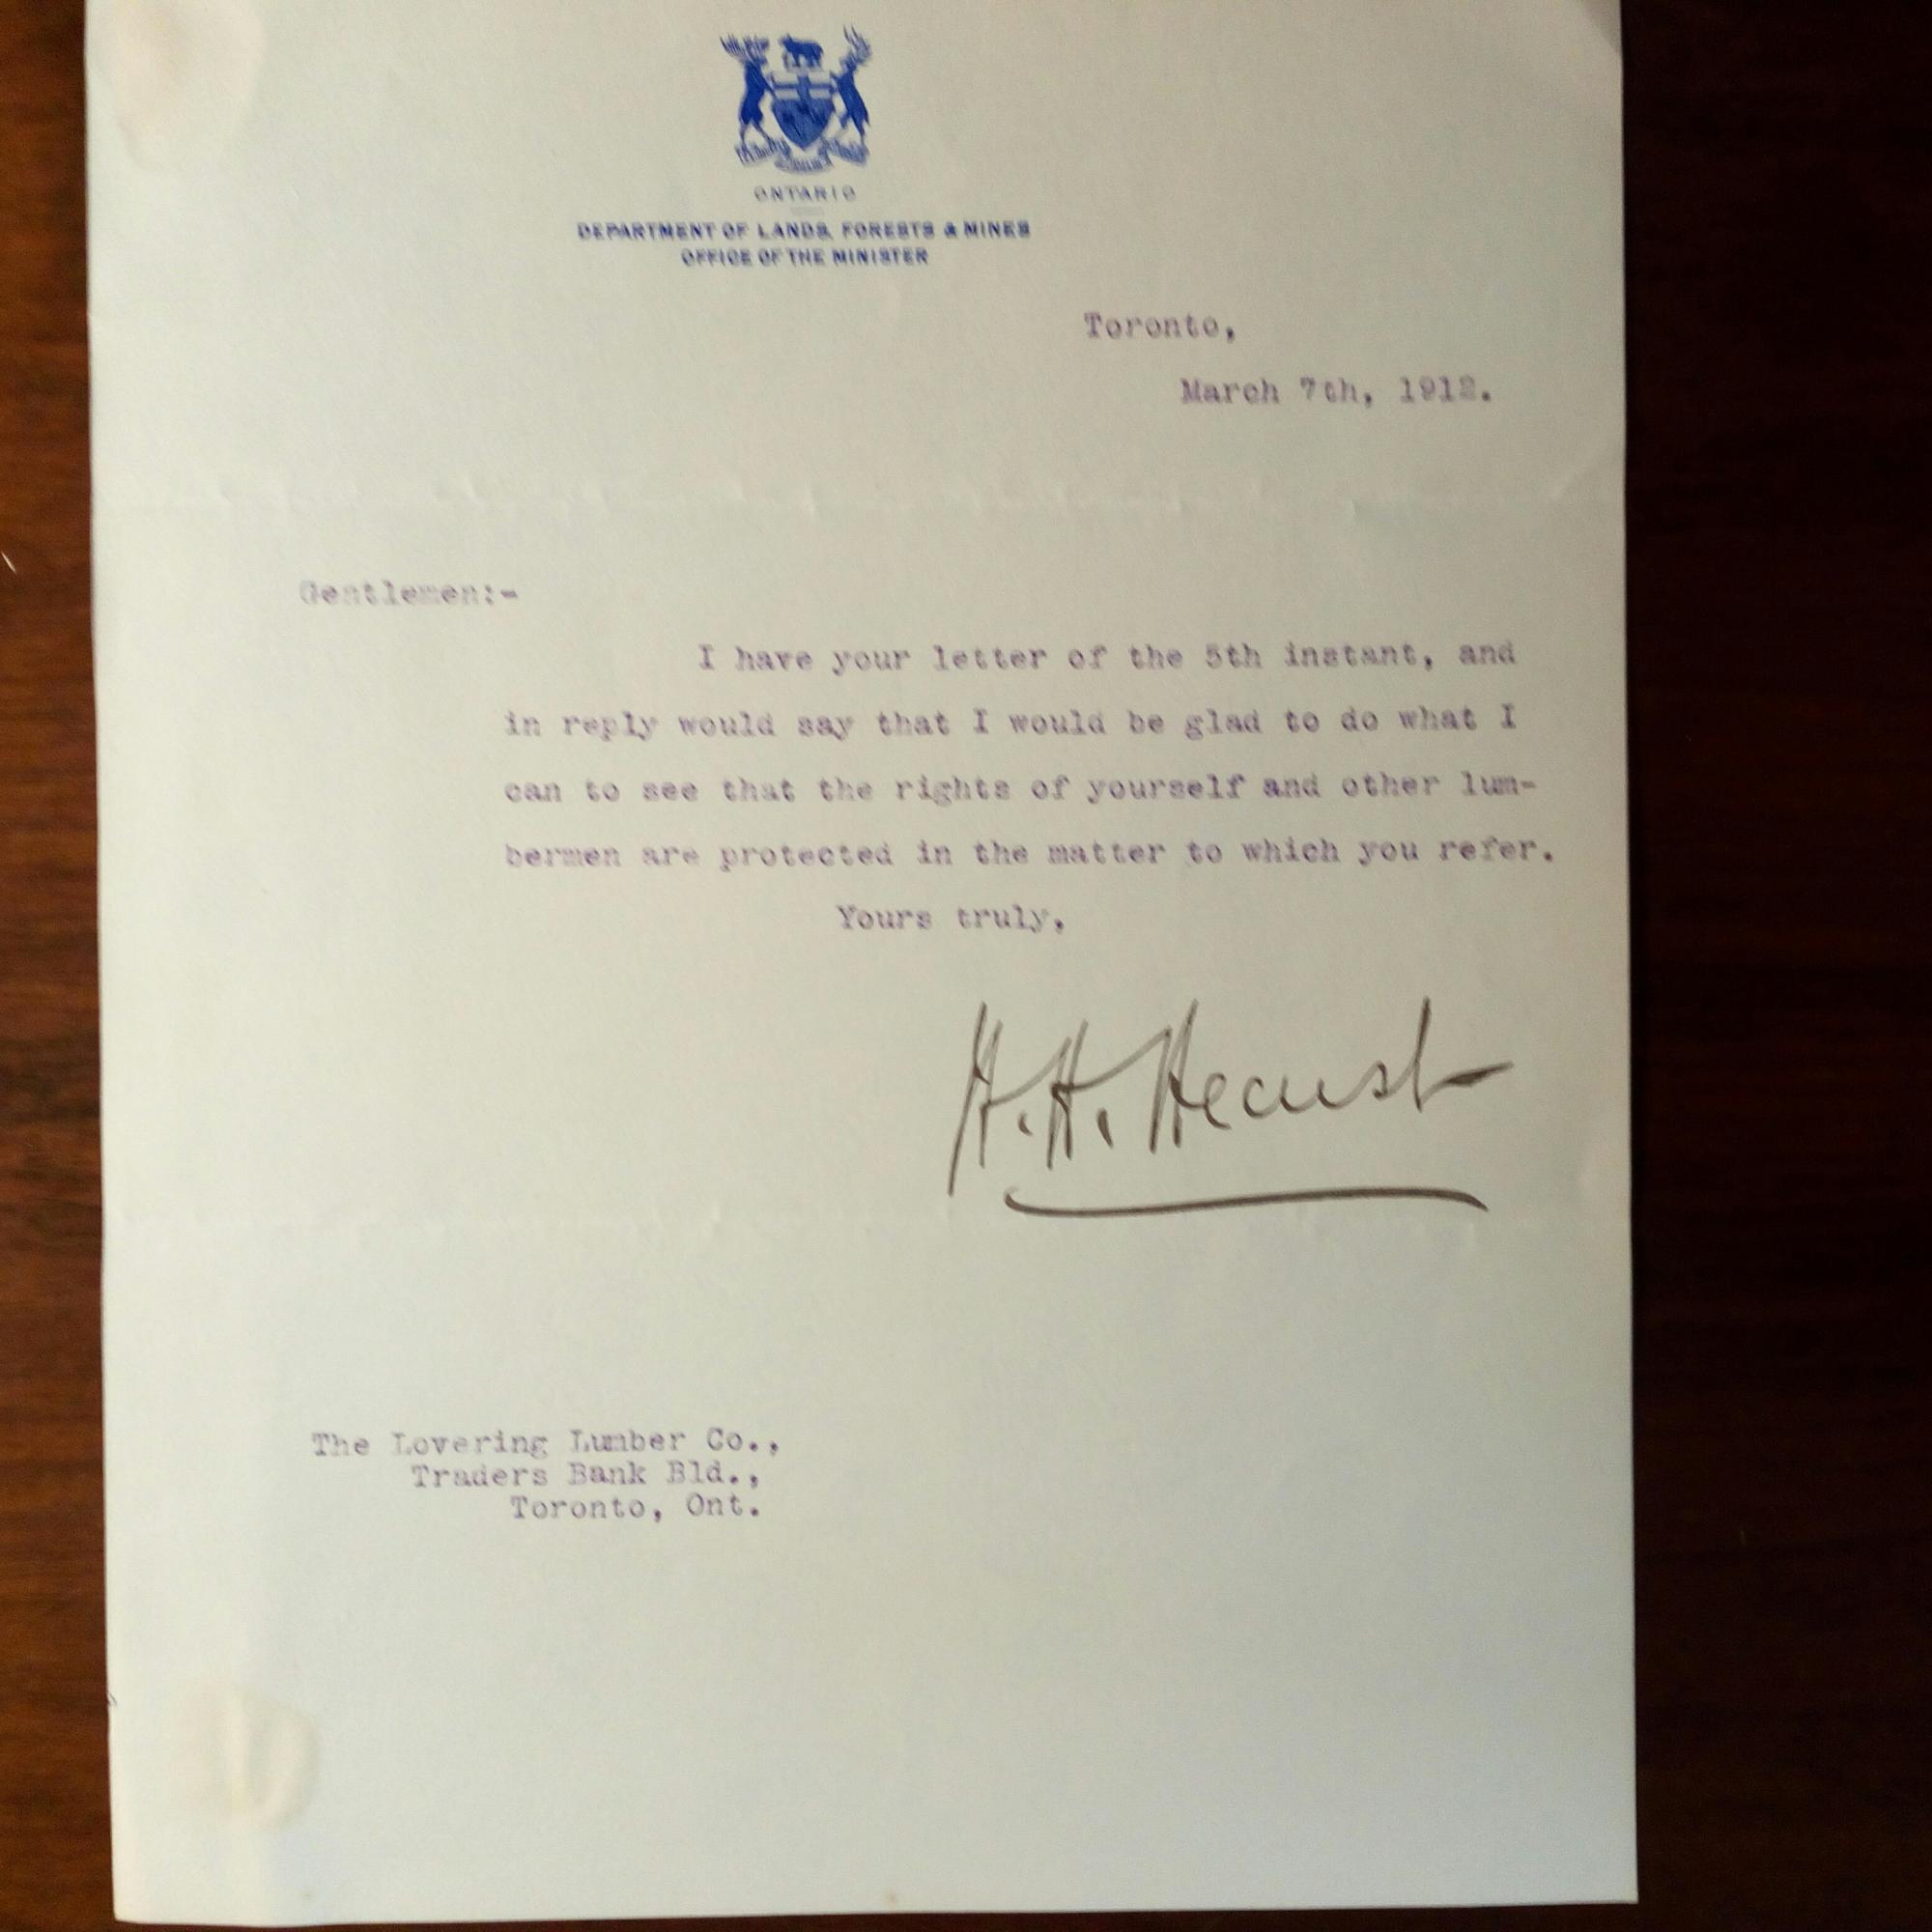 ONTARIO
DEPARTMENT OF LANDS, FORESTS & MINES
OFFICE OF THE MINISTER
Toronto,
March 7th, 1912.
Gentlemen:-
I have your letter of the 5th instant, and
in reply would say that I would be glad to do what I
can to see that the rights of yourself and other lum-
bermen are protected in the matter to which you refer.
Yours truly,
W.H. Hearst
The Lovering Lumber Co.,
Traders Bank Bld.,
Toronto, Ont.